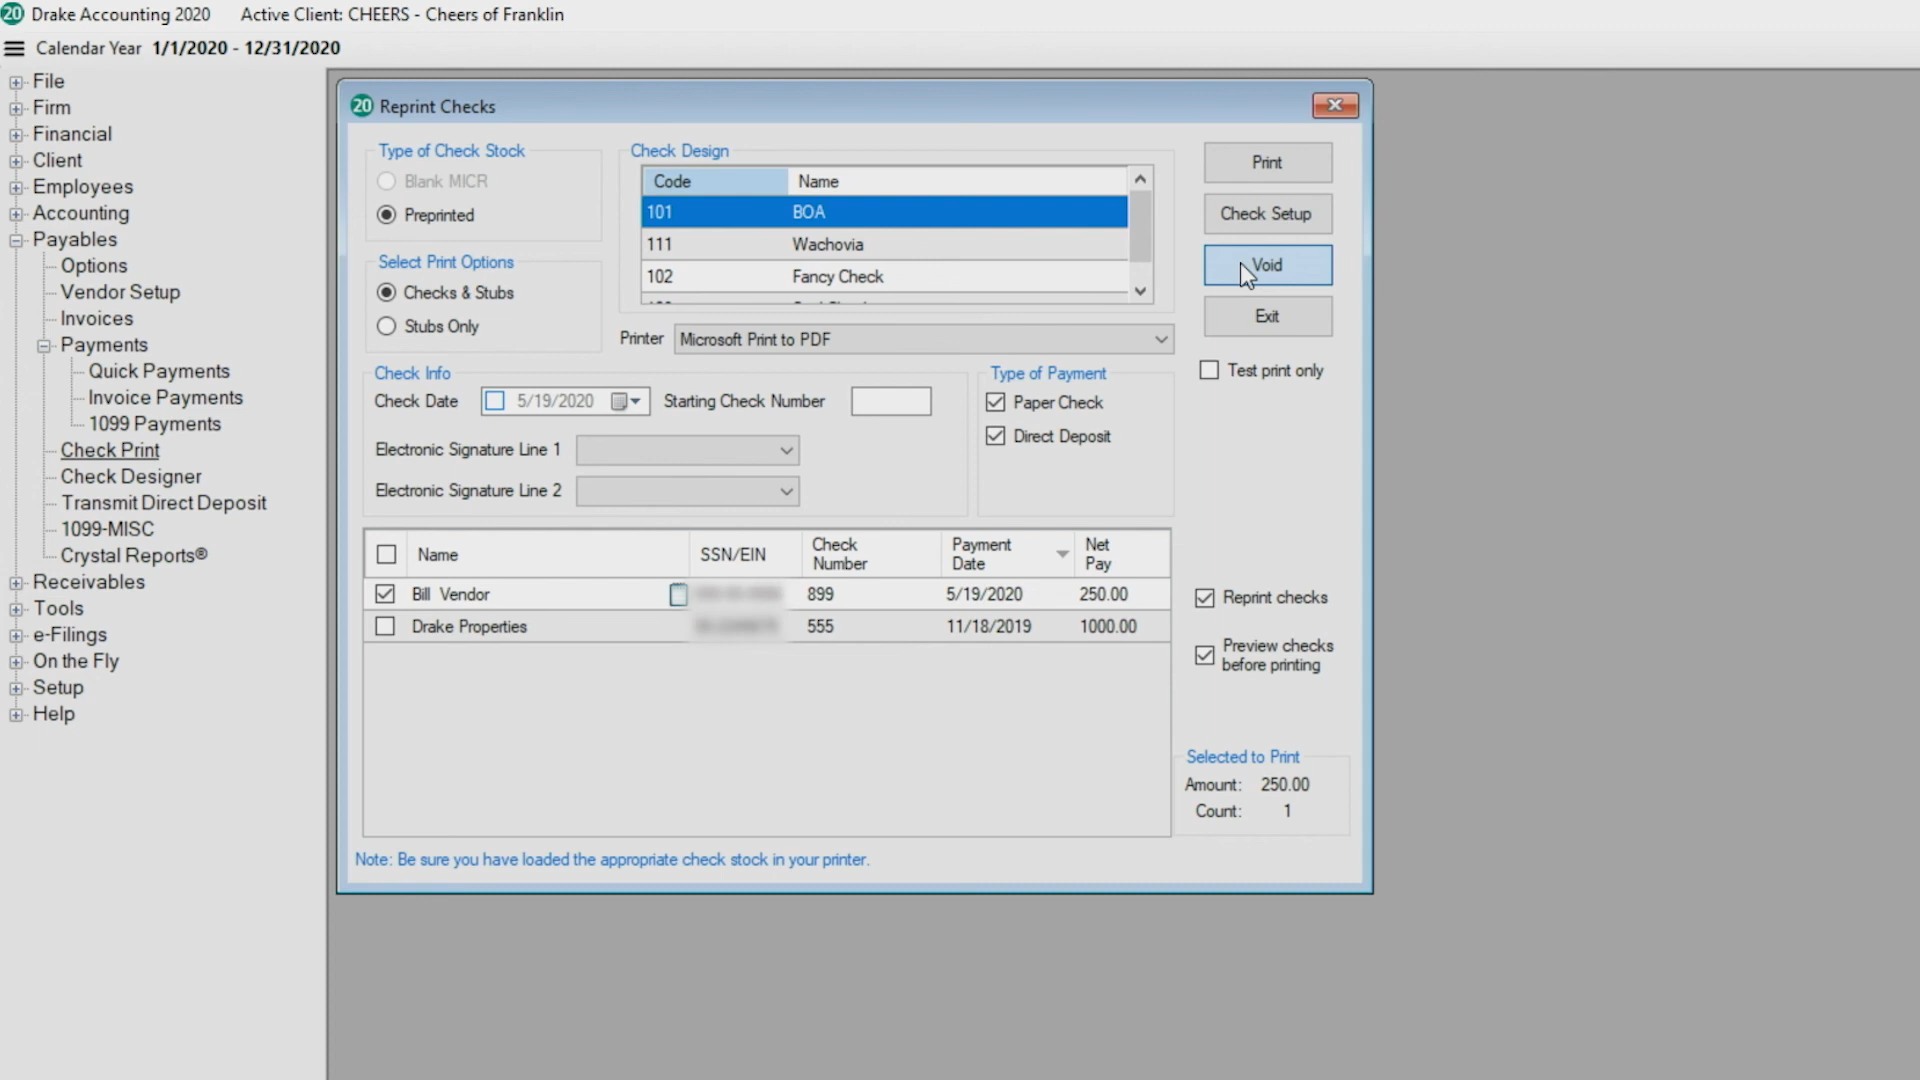 20 Drake Accounting 2020 Active Client: CHEERS - Cheers of Franklin
Calendar Year 1/1/2020 - 12/31/2020
File
Firm
Financial
Client
Employees
Accounting
Payables
Options
Vendor Setup
Invoices
Payments
Quick Payments
Invoice Payments
1099 Payments
Check Print
Check Designer
Transmit Direct Deposit
1099-MISC
Crystal Reports®
Receivables
Tools
e-Filings
On the Fly
Setup
Help
20 Reprint Checks
Type of Check Stock
Blank MICR
Preprinted
Select Print Options
Checks & Stubs
Stubs Only
Check Design
Code Name
101 BOA
111 Wachovia
102 Fancy Check
Printer Microsoft Print to PDF
Print
Check Setup
Void
Exit
Test print only
Check Info
Check Date 5/19/2020 Starting Check Number
Electronic Signature Line 1
Electronic Signature Line 2
Type of Payment
Paper Check
Direct Deposit
Name SSN/EIN Check Number Payment Date Net Pay
Bill Vendor 899 5/19/2020 250.00
Drake Properties 555 11/18/2019 1000.00
Reprint checks
Preview checks
before printing
Selected to Print
Amount: 250.00
Count: 1
Note: Be sure you have loaded the appropriate check stock in your printer.